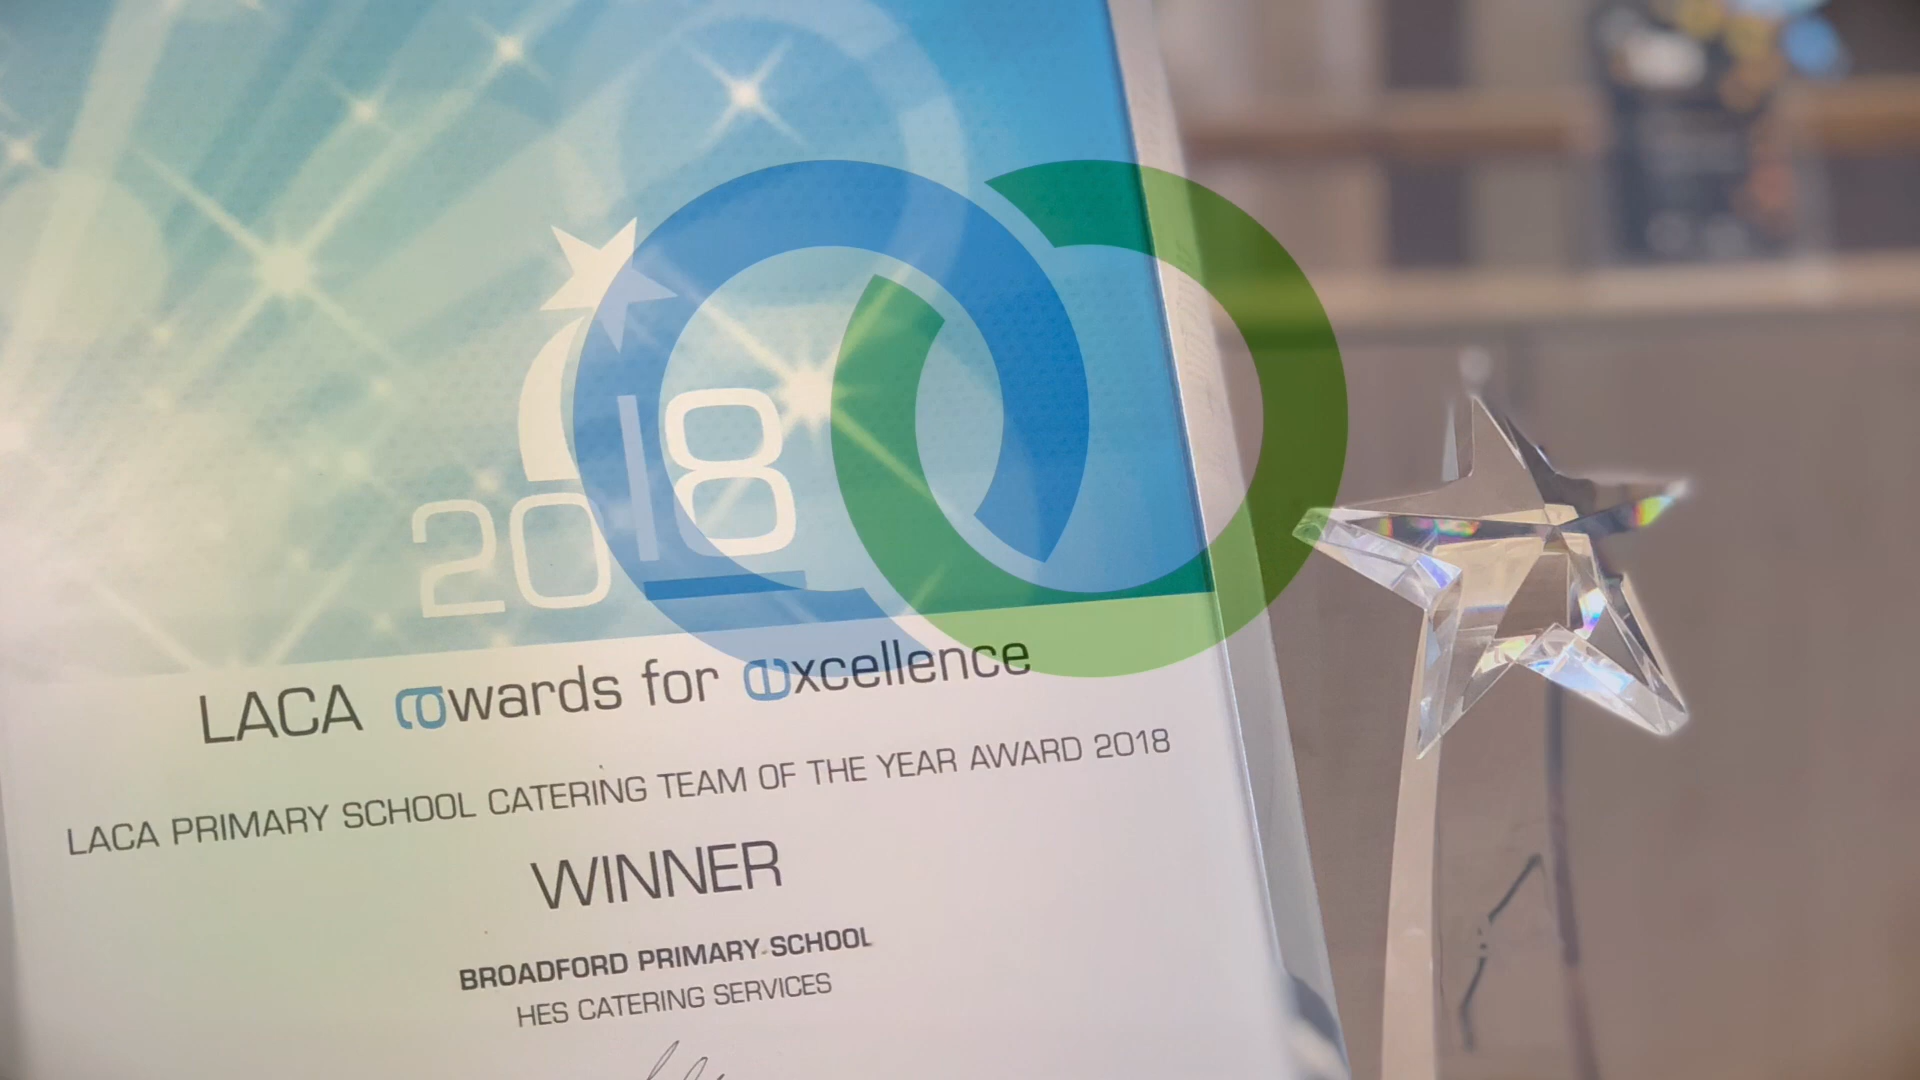 2018
LACA awards for excellence
LACA PRIMARY SCHOOL CATERING TEAM OF THE YEAR AWARD 2018
WINNER
BROADFORD PRIMARY SCHOOL
HES CATERING SERVICES